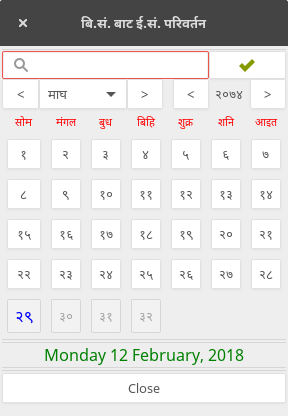 × बि.सं. बाट ई.सं. परिवर्तन
< माघ > < २०७४ >
सोम मंगल बुध बिहि शुक्र शनि आइत
१ २ ३ ४ ५ ६ ७
८ ९ १० ११ १२ १३ १४
१५ १६ १७ १८ १९ २० २१
२२ २३ २४ २५ २६ २७ २८
२९ ३० ३१ ३२
Monday 12 February, 2018
Close